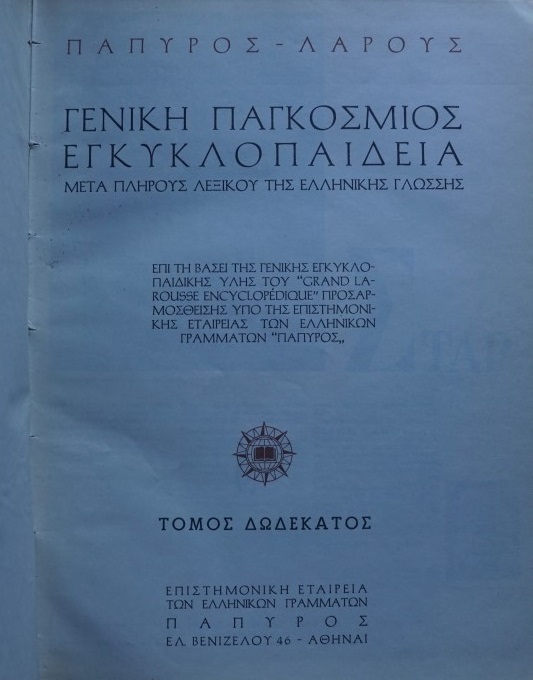 ΠΑΠΥΡΟΣ - ΛΑΡΟΥΣ
ΓΕΝΙΚΗ ΠΑΓΚΟΣΜΙΟΣ
ΕΓΚΥΚΛΟΠΑΙΔΕΙΑ
ΜΕΤΑ ΠΛΗΡΟΥΣ ΛΕΞΙΚΟΥ ΤΗΣ ΕΛΛΗΝΙΚΗΣ ΓΛΩΣΣΗΣ
ΕΠΙ ΤΗ ΒΑΣΕΙ ΤΗΣ ΓΕΝΙΚΗΣ ΕΓΚΥΚΛΟ-
ΠΑΙΔΙΚΗΣ ΥΛΗΣ ΤΟΥ "GRAND LA-
ROUSSE ENCYCLOPÉDIQUE" ΠΡΟΣΑΡ-
ΜΟΣΘΕΙΣΗΣ ΥΠΟ ΤΗΣ ΕΠΙΣΤΗΜΟΝΙ-
ΚΗΣ ΕΤΑΙΡΕΙΑΣ ΤΩΝ ΕΛΛΗΝΙΚΩΝ
ΓΡΑΜΜΑΤΩΝ "ΠΑΠΥΡΟΣ„
ΤΟΜΟΣ ΔΩΔΕΚΑΤΟΣ
ΕΠΙΣΤΗΜΟΝΙΚΗ ΕΤΑΙΡΕΙΑ
ΤΩΝ ΕΛΛΗΝΙΚΩΝ ΓΡΑΜΜΑΤΩΝ
ΠΑΠΥΡΟΣ
ΕΛ. ΒΕΝΙΖΕΛΟΥ 46 - ΑΘΗΝΑΙ